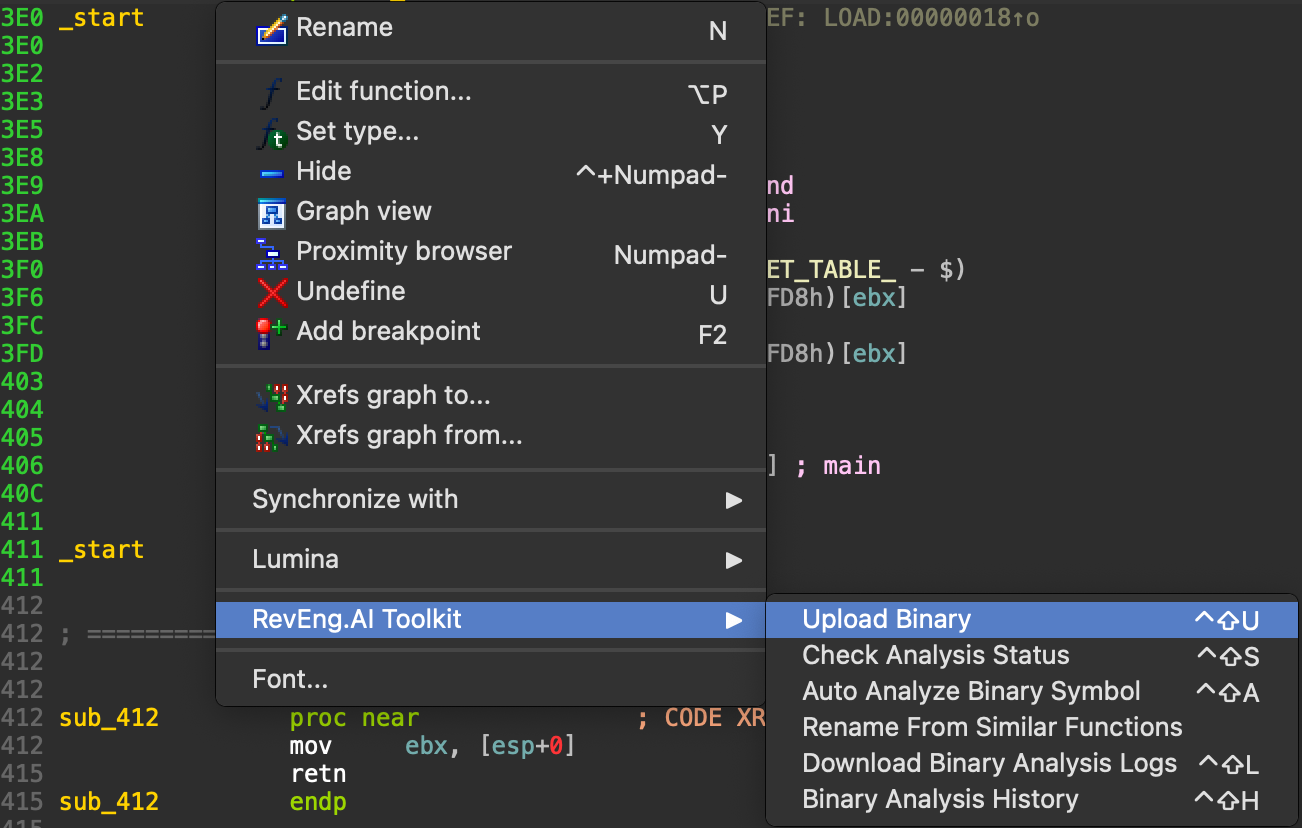 3E0 _start EF: LOAD:00000018↑o
3E0
3E2
3E3
3E5
3E8
3E9 nd
3EA ni
3EB
3F0 ET_TABLE_ - $)
3F6 FD8h)[ebx]
3FC
3FD FD8h)[ebx]
403
404
405
406 ] ; main
40C
411
411 _start
411
412
412 ; =========
412
412
412 sub_412 proc near ; CODE XR
412 mov ebx, [esp+0]
415 retn
415 sub_412 endp
415
Rename N
Edit function... ⌥P
Set type... Y
Hide ^+Numpad-
Graph view
Proximity browser Numpad-
Undefine U
Add breakpoint F2
Xrefs graph to...
Xrefs graph from...
Synchronize with ▶
Lumina ▶
RevEng.AI Toolkit ▶
Font...
Upload Binary ^⇧U
Check Analysis Status ^⇧S
Auto Analyze Binary Symbol ^⇧A
Rename From Similar Functions
Download Binary Analysis Logs ^⇧L
Binary Analysis History ^⇧H